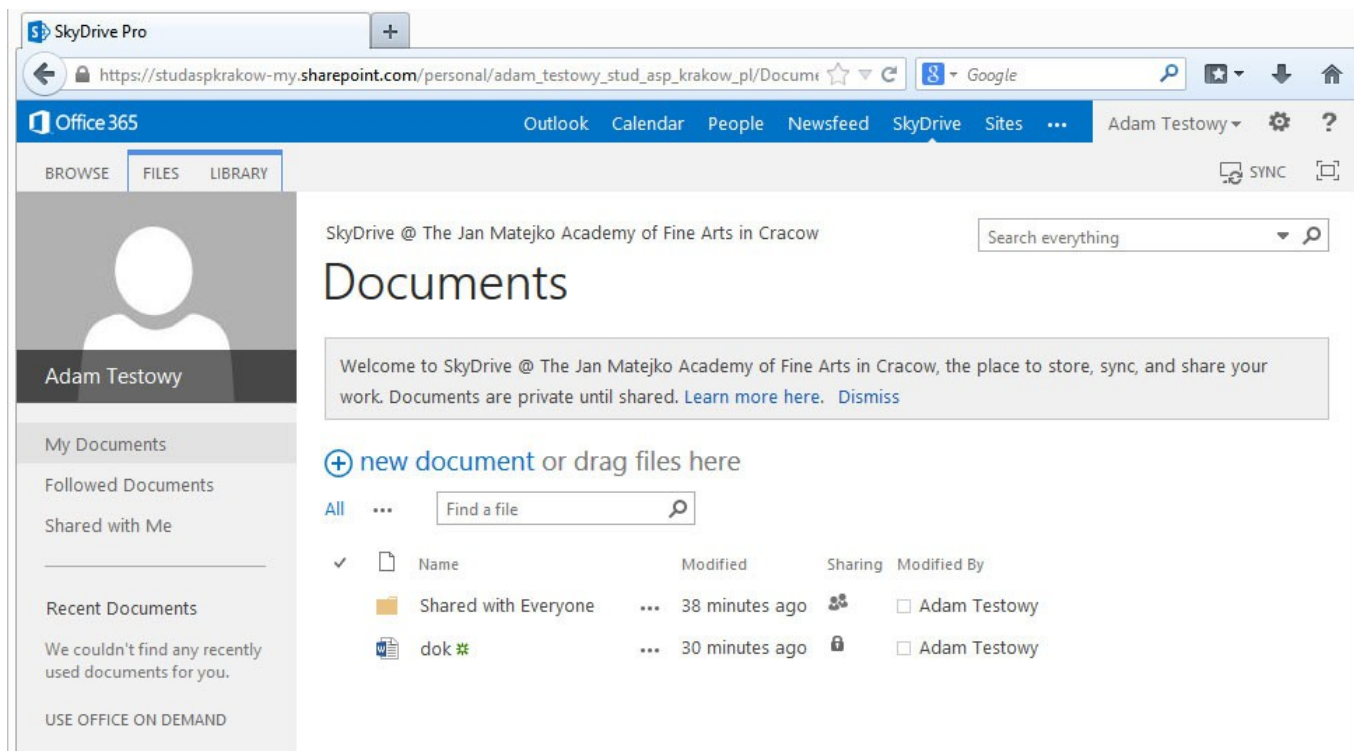 SkyDrive Pro
https://studaspkrakow-my.sharepoint.com/personal/adam_testowy_stud_asp_krakow_pl/Docume
Google
Office 365
Outlook Calendar People Newsfeed SkyDrive Sites ••• Adam Testowy ?
BROWSE FILES LIBRARY SYNC
SkyDrive @ The Jan Matejko Academy of Fine Arts in Cracow
Search everything
Documents
Adam Testowy
Welcome to SkyDrive @ The Jan Matejko Academy of Fine Arts in Cracow, the place to store, sync, and share your
work. Documents are private until shared. Learn more here. Dismiss
My Documents
Followed Documents
Shared with Me
new document or drag files here
All ••• Find a file
Name Modified Sharing Modified By
Shared with Everyone ••• 38 minutes ago Adam Testowy
dok ••• 30 minutes ago Adam Testowy
Recent Documents
We couldn't find any recently
used documents for you.
USE OFFICE ON DEMAND